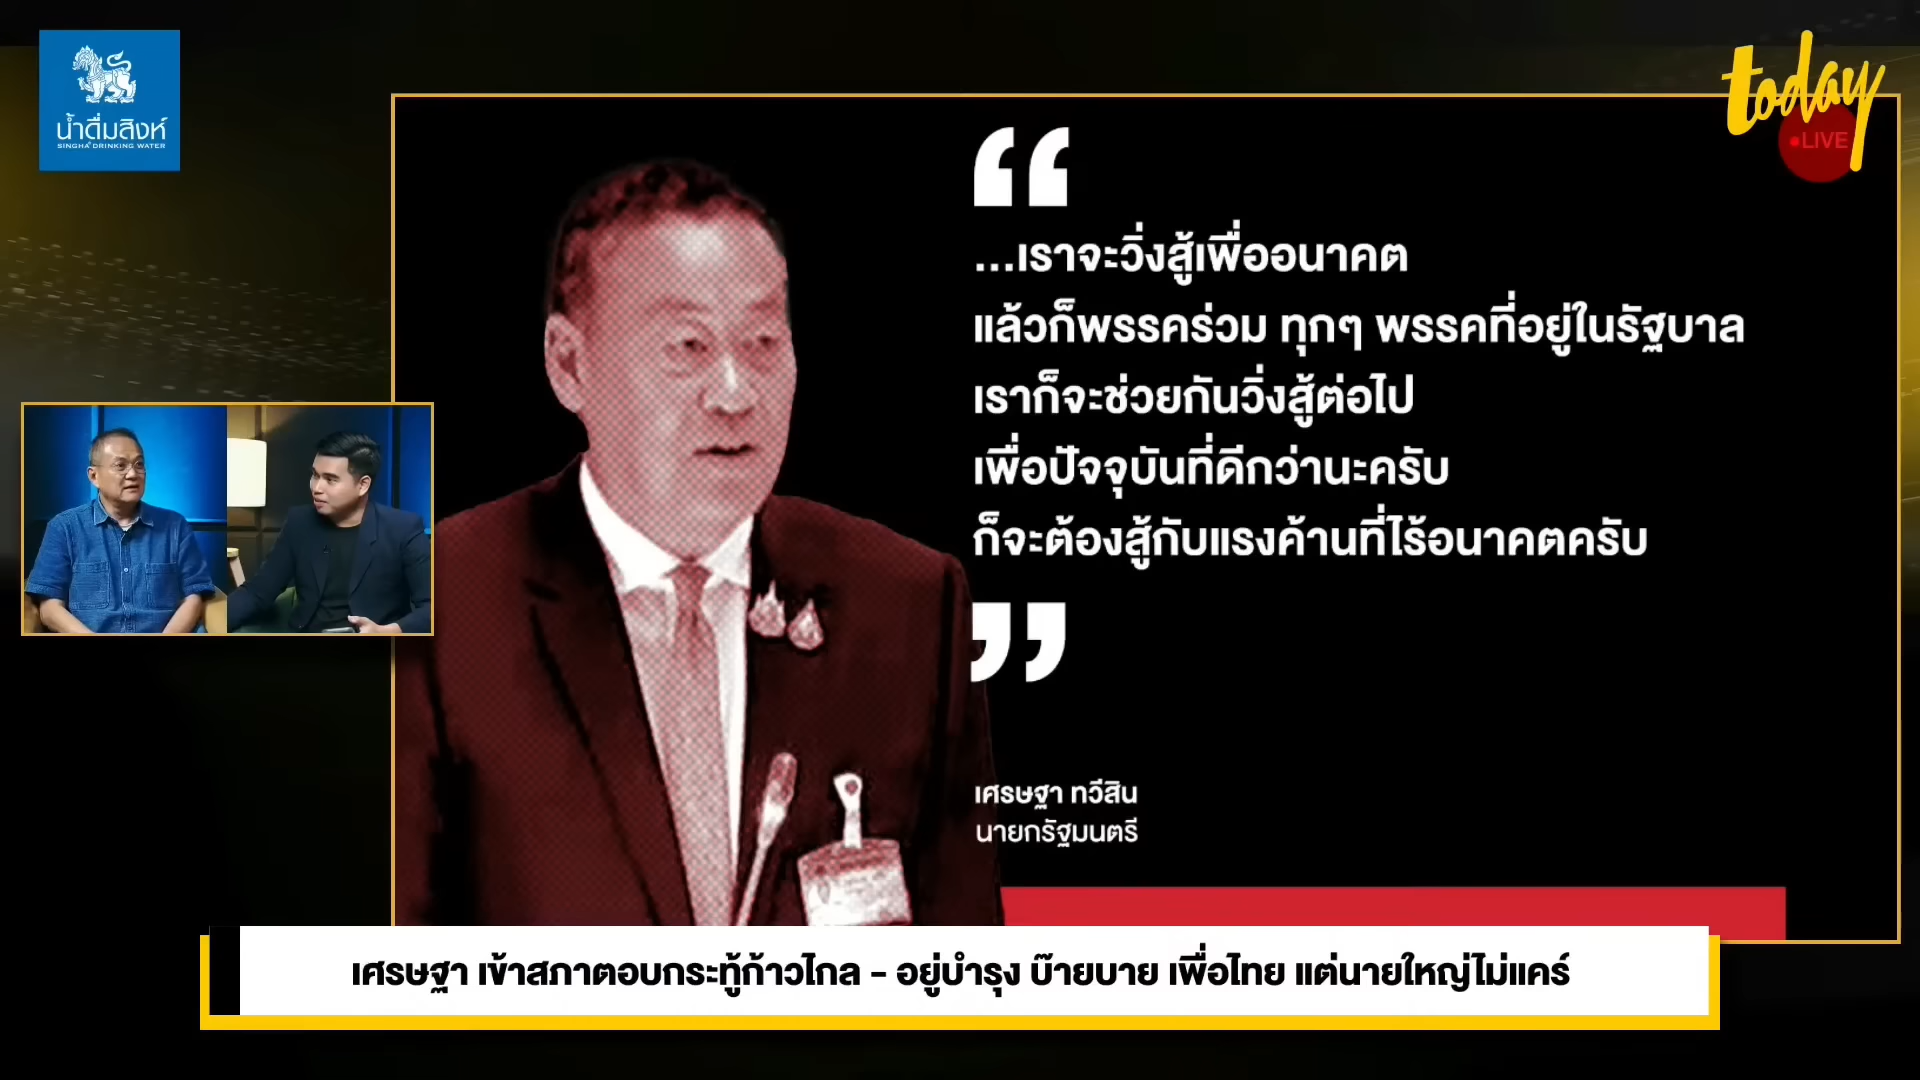 น้ำดื่มสิงห์
SINGHA DRINKING WATER
today
LIVE
...เราจะวิ่งสู้เพื่ออนาคต
แล้วก็พรรคร่วม ทุกๆ พรรคที่อยู่ในรัฐบาล
เราก็จะช่วยกันวิ่งสู้ต่อไป
เพื่อปัจจุบันที่ดีกว่านะครับ
ก็จะต้องสู้กับแรงค้านที่ไร้อนาคตครับ
เศรษฐา ทวีสิน
นายกรัฐมนตรี
เศรษฐา เข้าสภาตอบกระทู้ก้าวไกล - อยู่บำรุง บ๊ายบาย เพื่อไทย แต่นายใหญ่ไม่แคร์